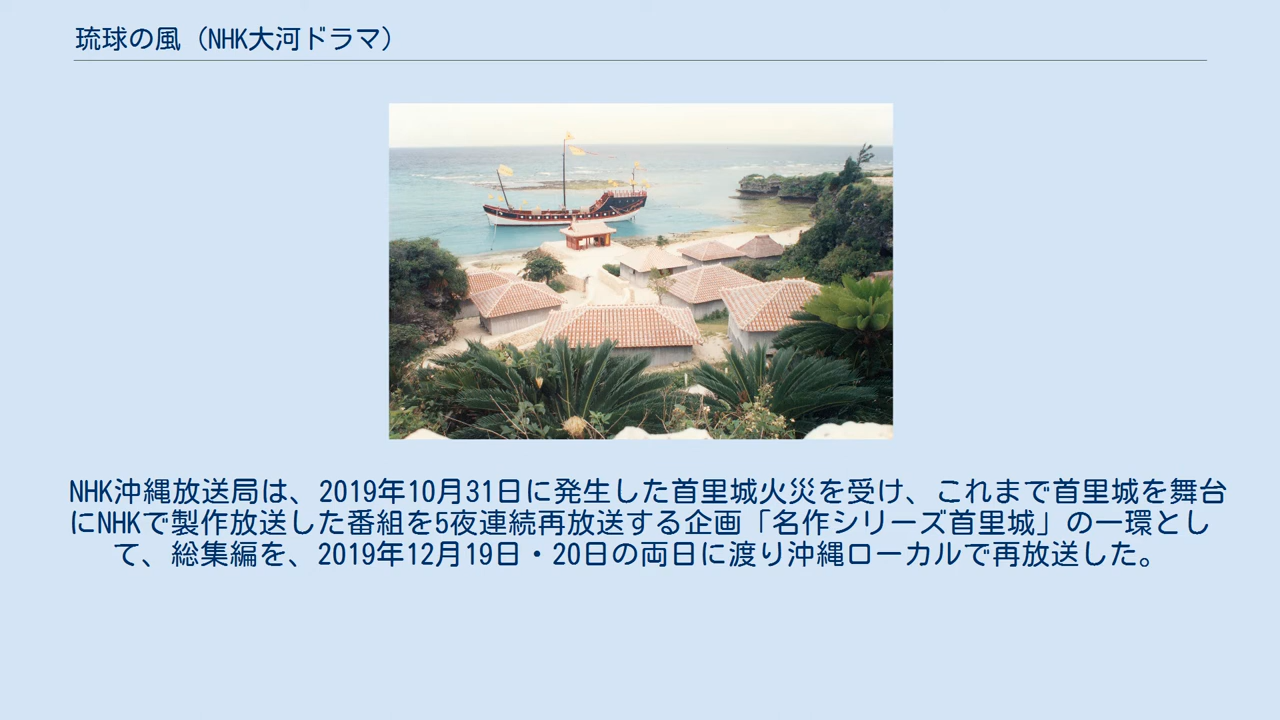 琉球の風（NHK大河ドラマ）
NHK沖縄放送局は、2019年10月31日に発生した首里城火災を受け、これまで首里城を舞台
にNHKで製作放送した番組を5夜連続再放送する企画「名作シリーズ首里城」の一環とし
て、総集編を、2019年12月19日・20日の両日に渡り沖縄ローカルで再放送した。